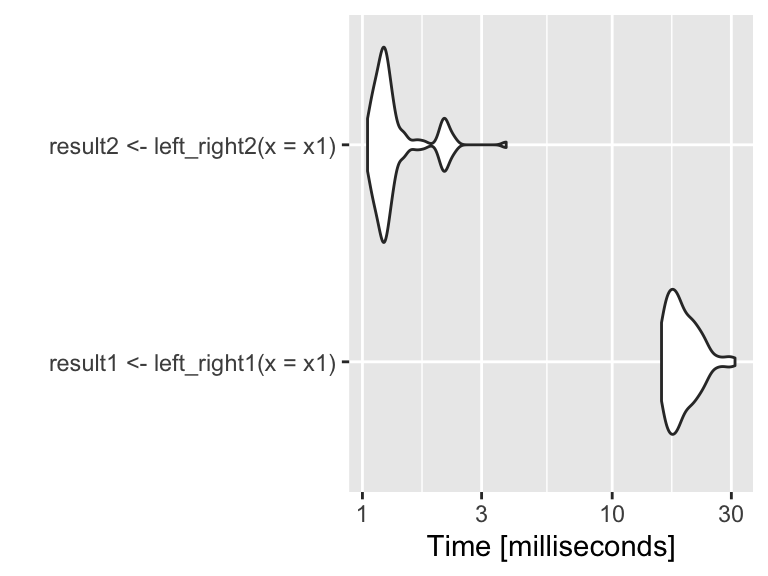 result2 <- left_right2(x = x1)
result1 <- left_right1(x = x1)
1 3 10 30
Time [milliseconds]